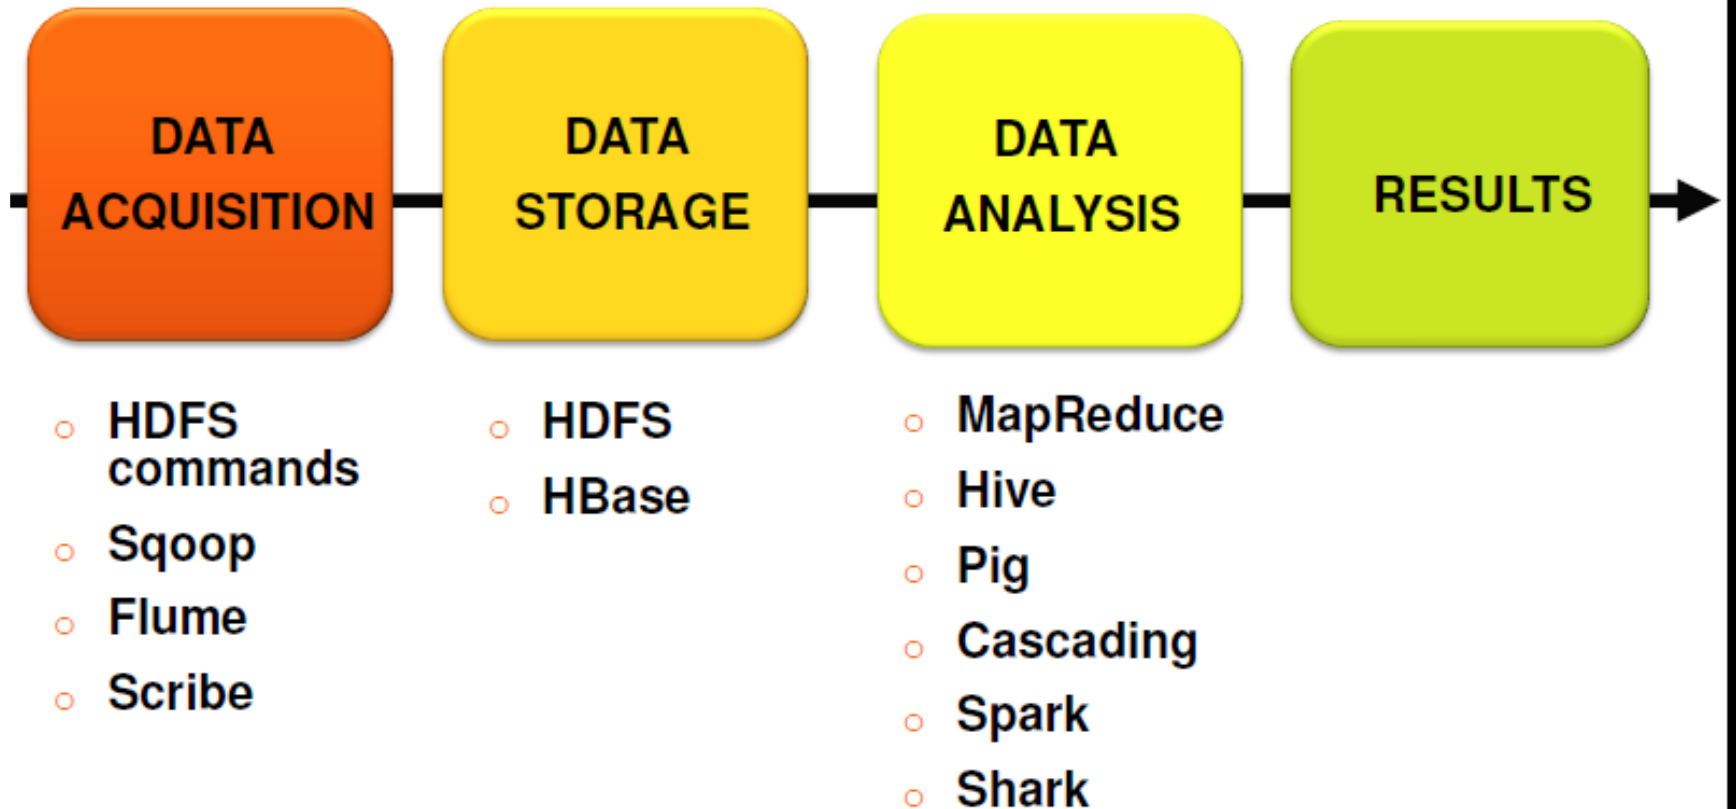 DATA
ACQUISITION
DATA
STORAGE
DATA
ANALYSIS
RESULTS
HDFS
commands
Sqoop
Flume
Scribe
HDFS
HBase
MapReduce
Hive
Pig
Cascading
Spark
Shark